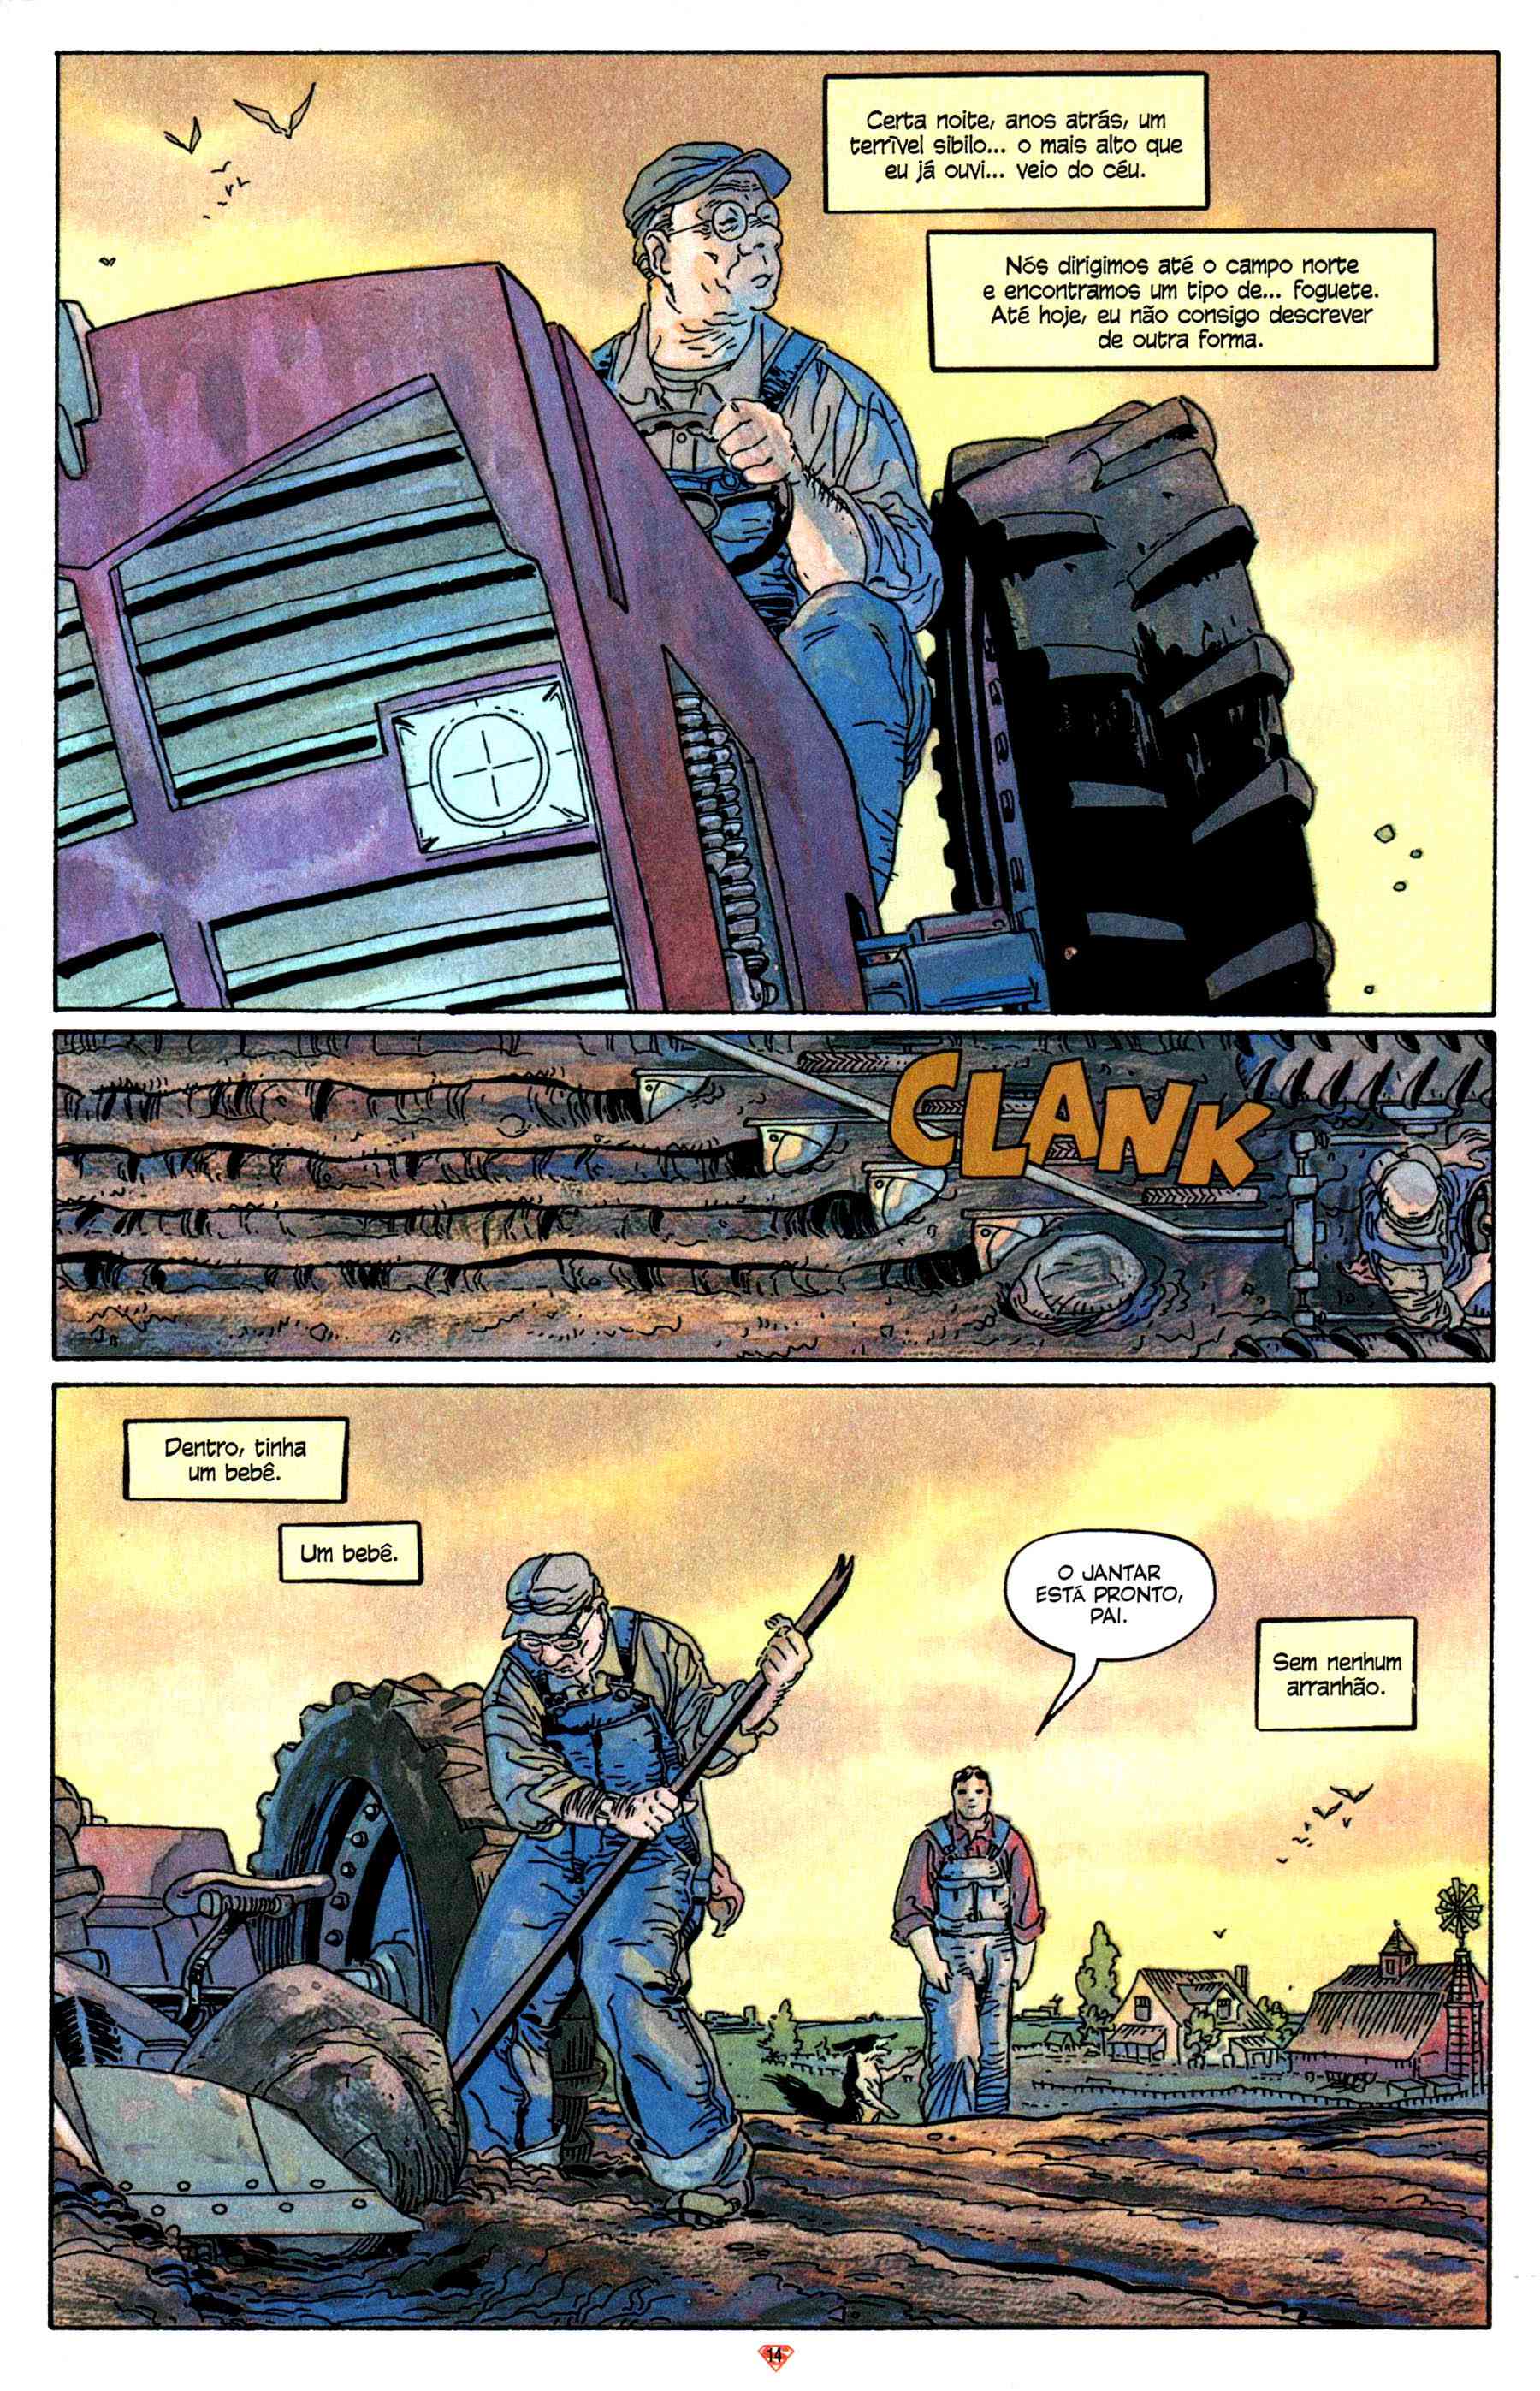 Certa noite, anos atrás, um
terrível sibilo... o mais alto que
eu já ouvi... veio do céu.
Nós dirigimos até o campo norte
e encontramos um tipo de... foguete.
Até hoje, eu não consigo descrever
de outra forma.
CLANK
Dentro, tinha
um bebê.
Um bebê.
O JANTAR
ESTÁ PRONTO,
PAI.
Sem nenhum
arranhão.
14